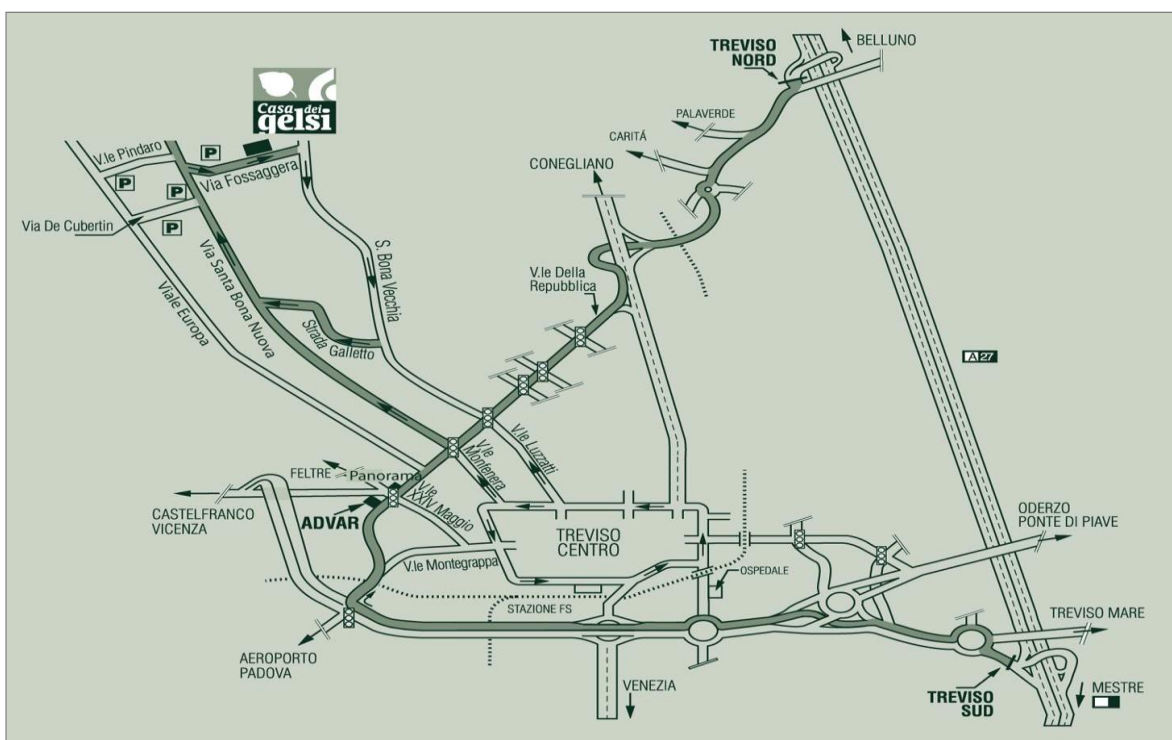 TREVISO
NORD
BELLUNO
Casa dei
gelsi
PALAVERDE
CARITÁ
CONEGLIANO
V.le Pindaro
P
Via Fossaggera
P
P
Via De Cubertin
P
S. Bona Vecchia
Via Santa Bona Nuova
Viale Europa
V.le Della
Repubblica
Strada
Galletto
A27
V.le Luzzatti
V.le
Montenera
FELTRE
Panorama
V.le
XXIV Maggio
CASTELFRANCO
VICENZA
ADVAR
TREVISO
CENTRO
ODERZO
PONTE DI PIAVE
V.le Montegrappa
OSPEDALE
STAZIONE FS
TREVISO MARE
AEROPORTO
PADOVA
VENEZIA
TREVISO
SUD
MESTRE